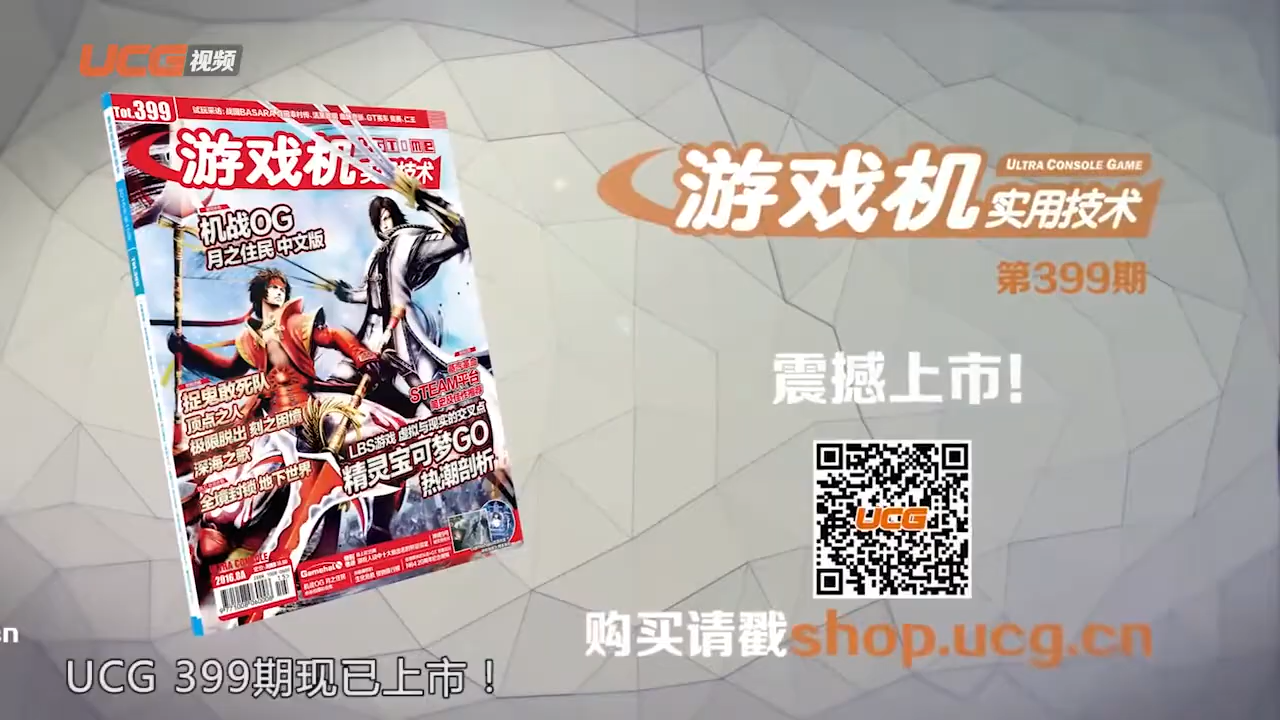 UCG视频
Tot.399
游戏机
实用技术
机战OG
月之住民 中文版
捉鬼敢死队
顶点之人
极限脱出 刻之困境
深海之歌
全境封锁 地下世界
STEAM平台
LBS游戏 虚拟与现实的交叉点
精灵宝可梦GO
热潮剖析
2016.8A
9771008060008
游戏机
ULTRA CONSOLE GAME
实用技术
第399期
震撼上市!
UCG
购买请戳shop.ucg.cn
UCG 399期现已上市！